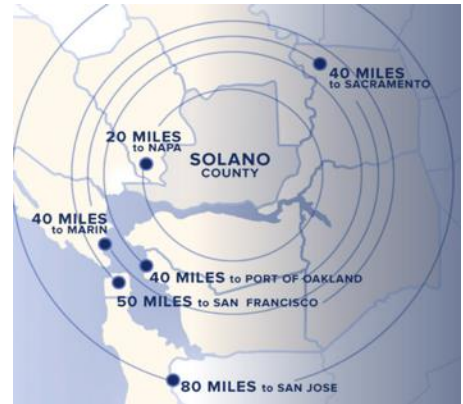 40 MILES
to SACRAMENTO
20 MILES
to NAPA
SOLANO
COUNTY
40 MILES
to MARIN
40 MILES to PORT OF OAKLAND
50 MILES to SAN FRANCISCO
80 MILES to SAN JOSE